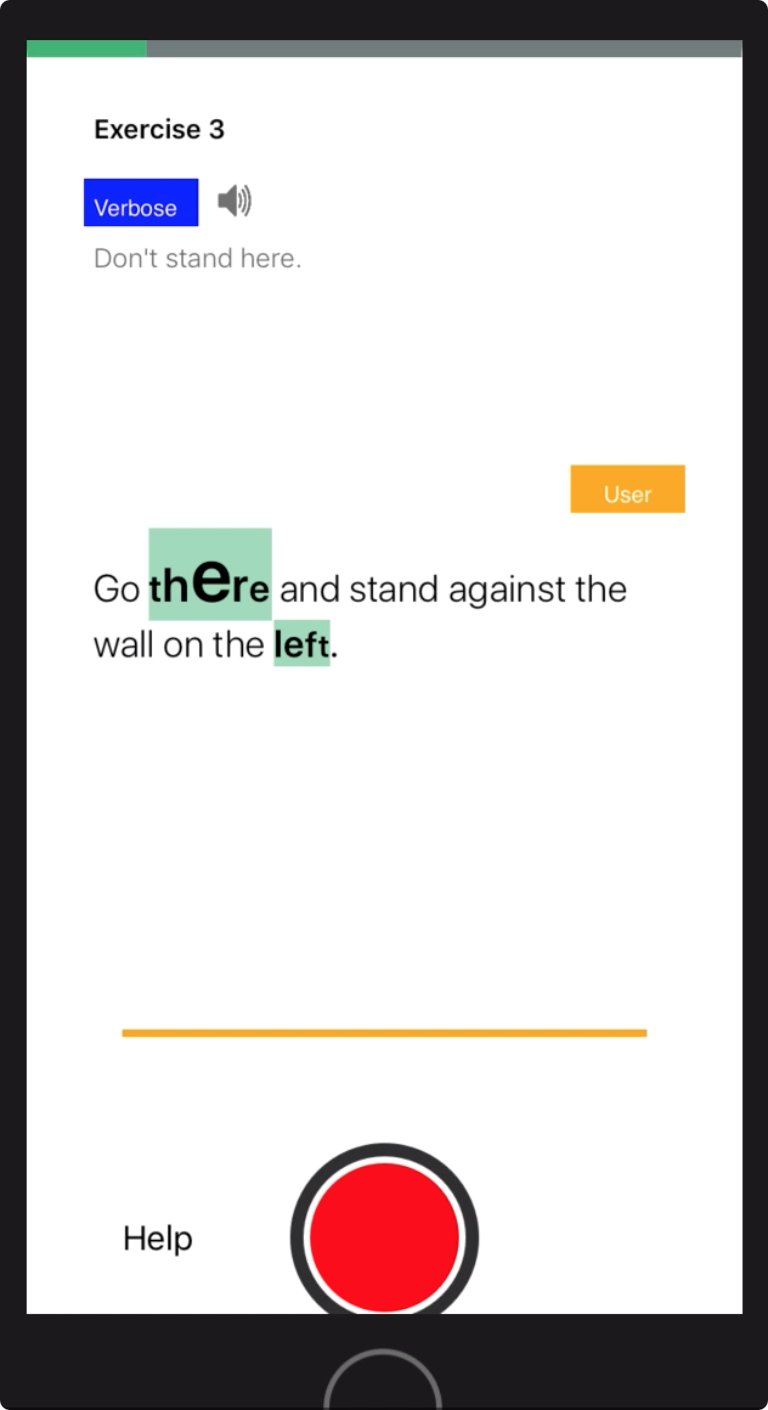 Exercise 3
Verbose
Don't stand here.
User
Go there and stand against the
wall on the left.
Help